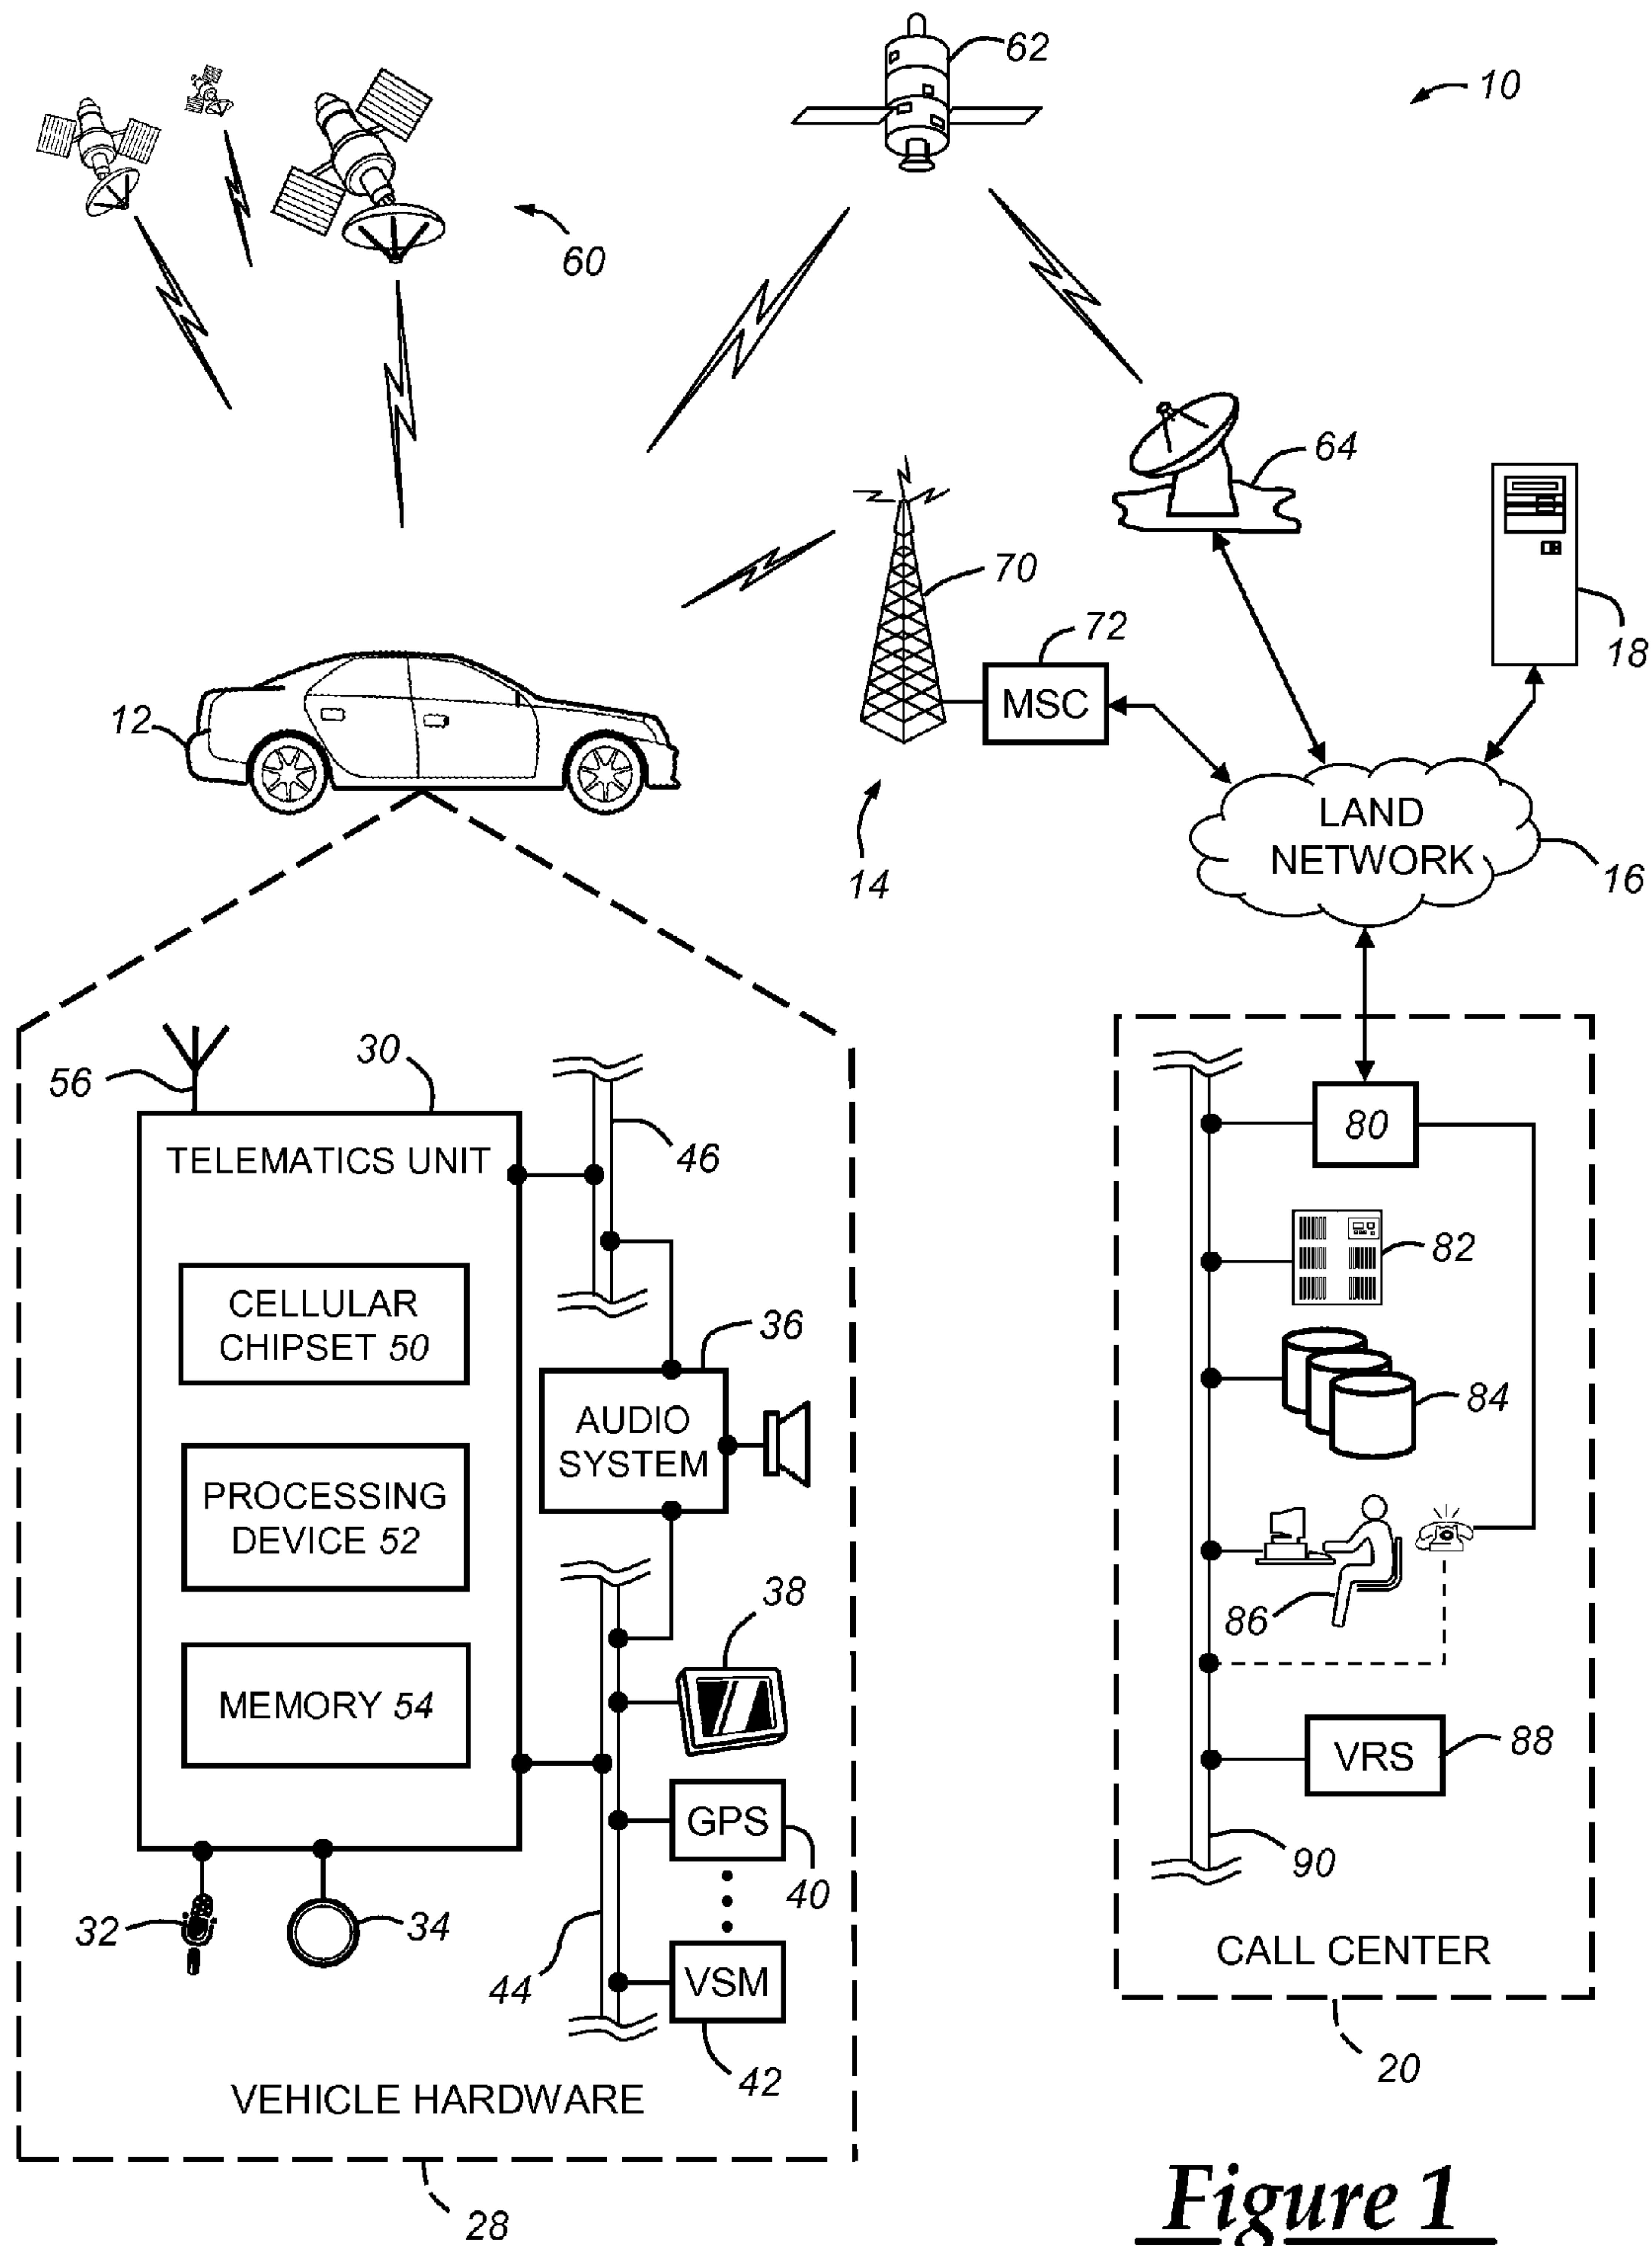 62
10
60
64
70
18
72
MSC
12
LAND
NETWORK
16
14
30
56
TELEMATICS UNIT
46
80
CELLULAR
CHIPSET 50
82
36
AUDIO
SYSTEM
84
PROCESSING
DEVICE 52
38
86
MEMORY 54
VRS
88
GPS
40
90
32
34
44
VSM
42
CALL CENTER
20
VEHICLE HARDWARE
28
Figure 1